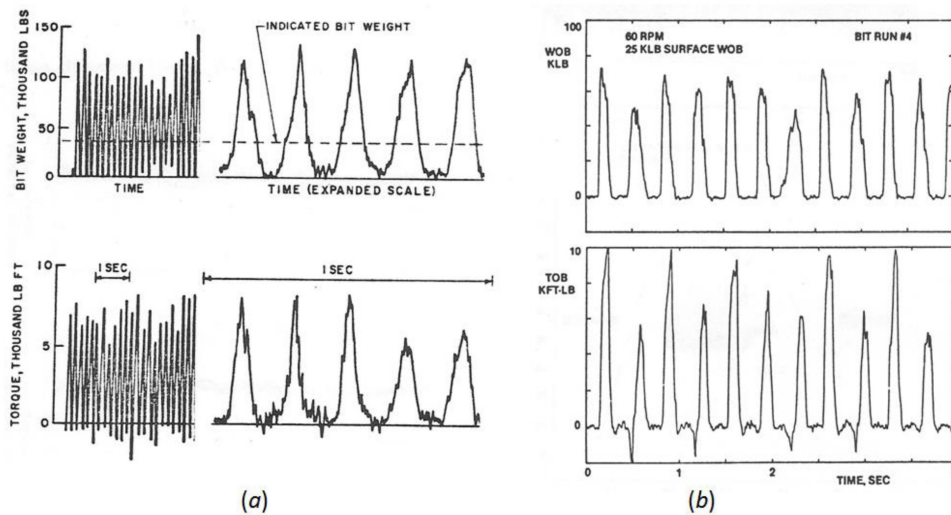 BIT WEIGHT, THOUSAND LBS
150
100
50
0
INDICATED BIT WEIGHT
TIME
TIME (EXPANDED SCALE)
TORQUE, THOUSAND LB FT
10
5
0
1 SEC
1 SEC
(a)
100
WOB
KLB
0
60 RPM
25 KLB SURFACE WOB
BIT RUN #4
10
TOB
KFT-LB
0
0
1
2
TIME, SEC
(b)